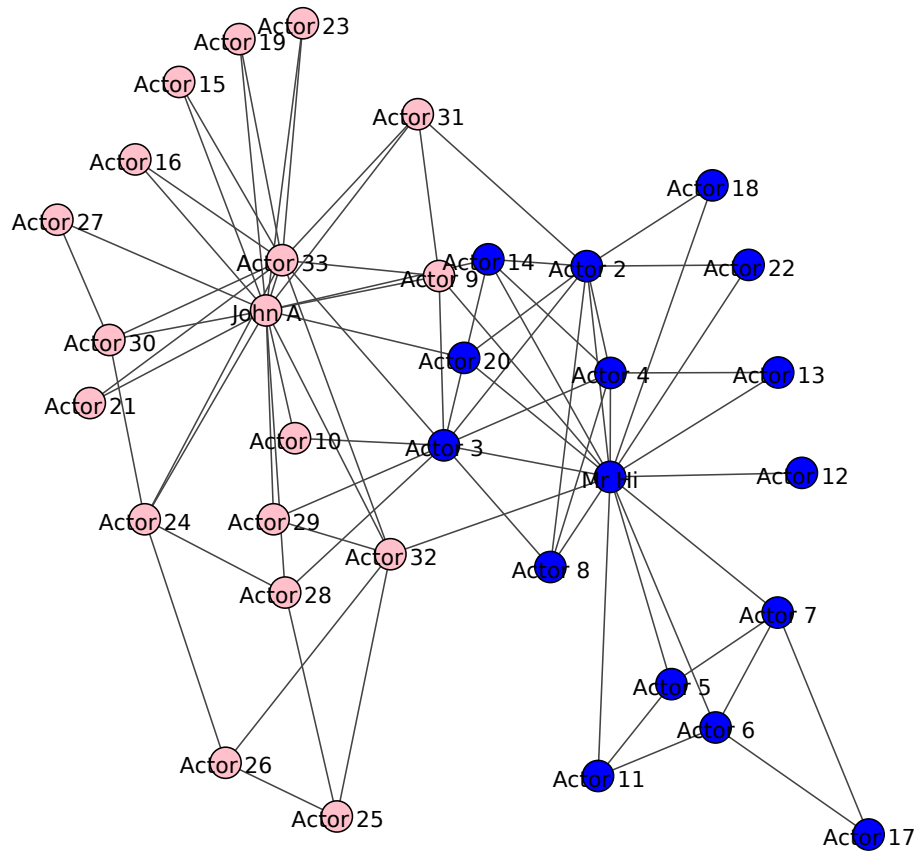 Actor 23
Actor 19
Actor 15
Actor 31
Actor 16
Actor 18
Actor 27
Actor 33
Actor 14
Actor 2
Actor 22
Actor 9
John A
Actor 30
Actor 20
Actor 4
Actor 13
Actor 21
Actor 10
Actor 3
Mr Hi
Actor 12
Actor 24
Actor 29
Actor 32
Actor 8
Actor 28
Actor 7
Actor 5
Actor 6
Actor 26
Actor 11
Actor 25
Actor 17